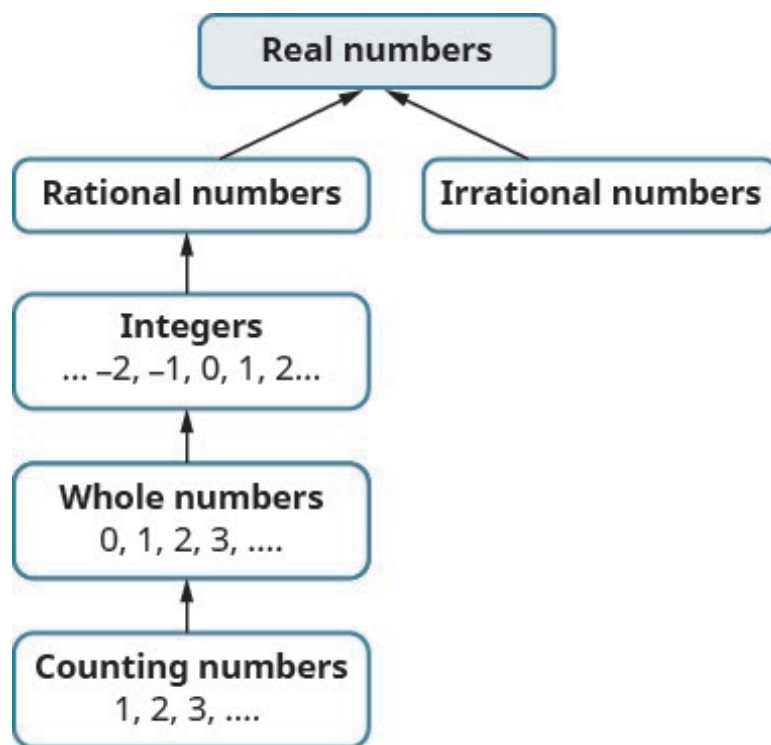 Real numbers
Rational numbers
Irrational numbers
Integers
... –2, –1, 0, 1, 2...
Whole numbers
0, 1, 2, 3, ....
Counting numbers
1, 2, 3, ....